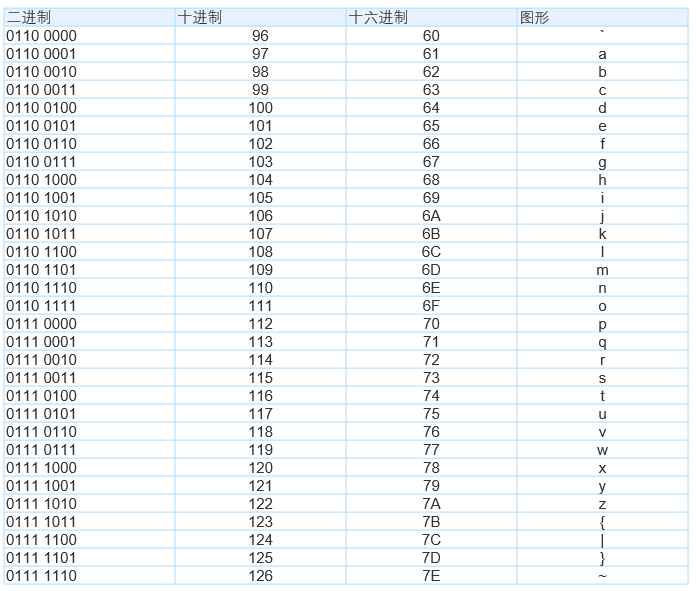 二进制 十进制 十六进制 图形
0110 0000 96 60 `
0110 0001 97 61 a
0110 0010 98 62 b
0110 0011 99 63 c
0110 0100 100 64 d
0110 0101 101 65 e
0110 0110 102 66 f
0110 0111 103 67 g
0110 1000 104 68 h
0110 1001 105 69 i
0110 1010 106 6A j
0110 1011 107 6B k
0110 1100 108 6C l
0110 1101 109 6D m
0110 1110 110 6E n
0110 1111 111 6F o
0111 0000 112 70 p
0111 0001 113 71 q
0111 0010 114 72 r
0111 0011 115 73 s
0111 0100 116 74 t
0111 0101 117 75 u
0111 0110 118 76 v
0111 0111 119 77 w
0111 1000 120 78 x
0111 1001 121 79 y
0111 1010 122 7A z
0111 1011 123 7B {
0111 1100 124 7C |
0111 1101 125 7D }
0111 1110 126 7E ~